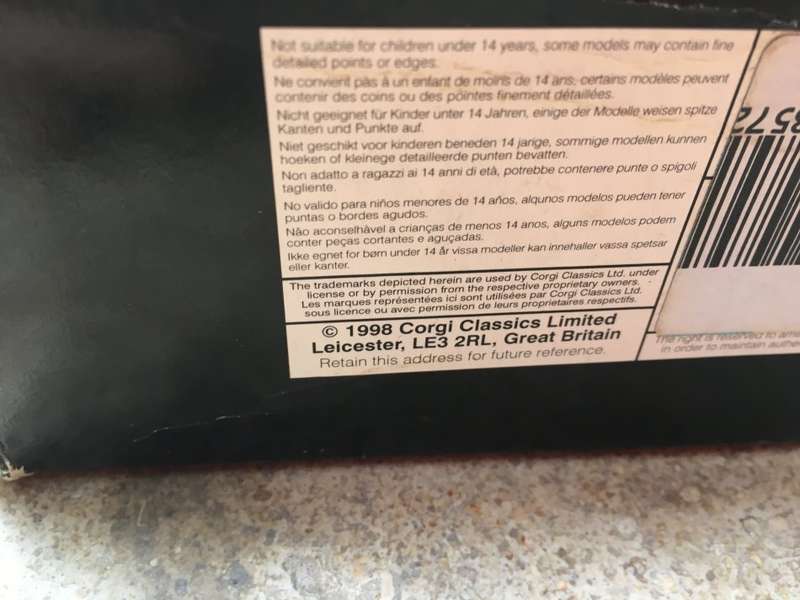 Not suitable for children under 14 years, some models may contain fine
detailed points or edges.
Ne convient pas à un enfant de moins de 14 ans, certains modèles peuvent
contenir des coins ou des pointes finement détaillées.
Nicht geeignet für Kinder unter 14 Jahren, einige der Modelle weisen spitze
Kanten und Punkte auf.
Niet geschikt voor kinderen beneden 14 jarige, sommige modellen kunnen
hoeken of kleinege detailleerde punten bevatten.
Non adatto a ragazzi ai 14 anni di età, potrebbe contenere punte o spigoli
tagliente.
No valido para niños menores de 14 años, alqunos modelos pueden tener
puntas o bordes agudos.
Não aconselhàvel a crianças de menos 14 anos, alguns modelos podem
conter peças cortantes e aguçadas.
Ikke egnet for børn under 14 år vissa modeller kan innehaller vassa spetsar
eller kanter.
The trademarks depicted herein are used by Corgi Classics Ltd. under
license or by permission from the respective proprietary owners.
Les marques représentées ici sont utilisées par Corgi Classics Ltd.
sous licence ou avec permission de leurs proprietaires respectifs.
© 1998 Corgi Classics Limited
Leicester, LE3 2RL, Great Britain
Retain this address for future reference.
8572
The right is reserved to
in order to maintain